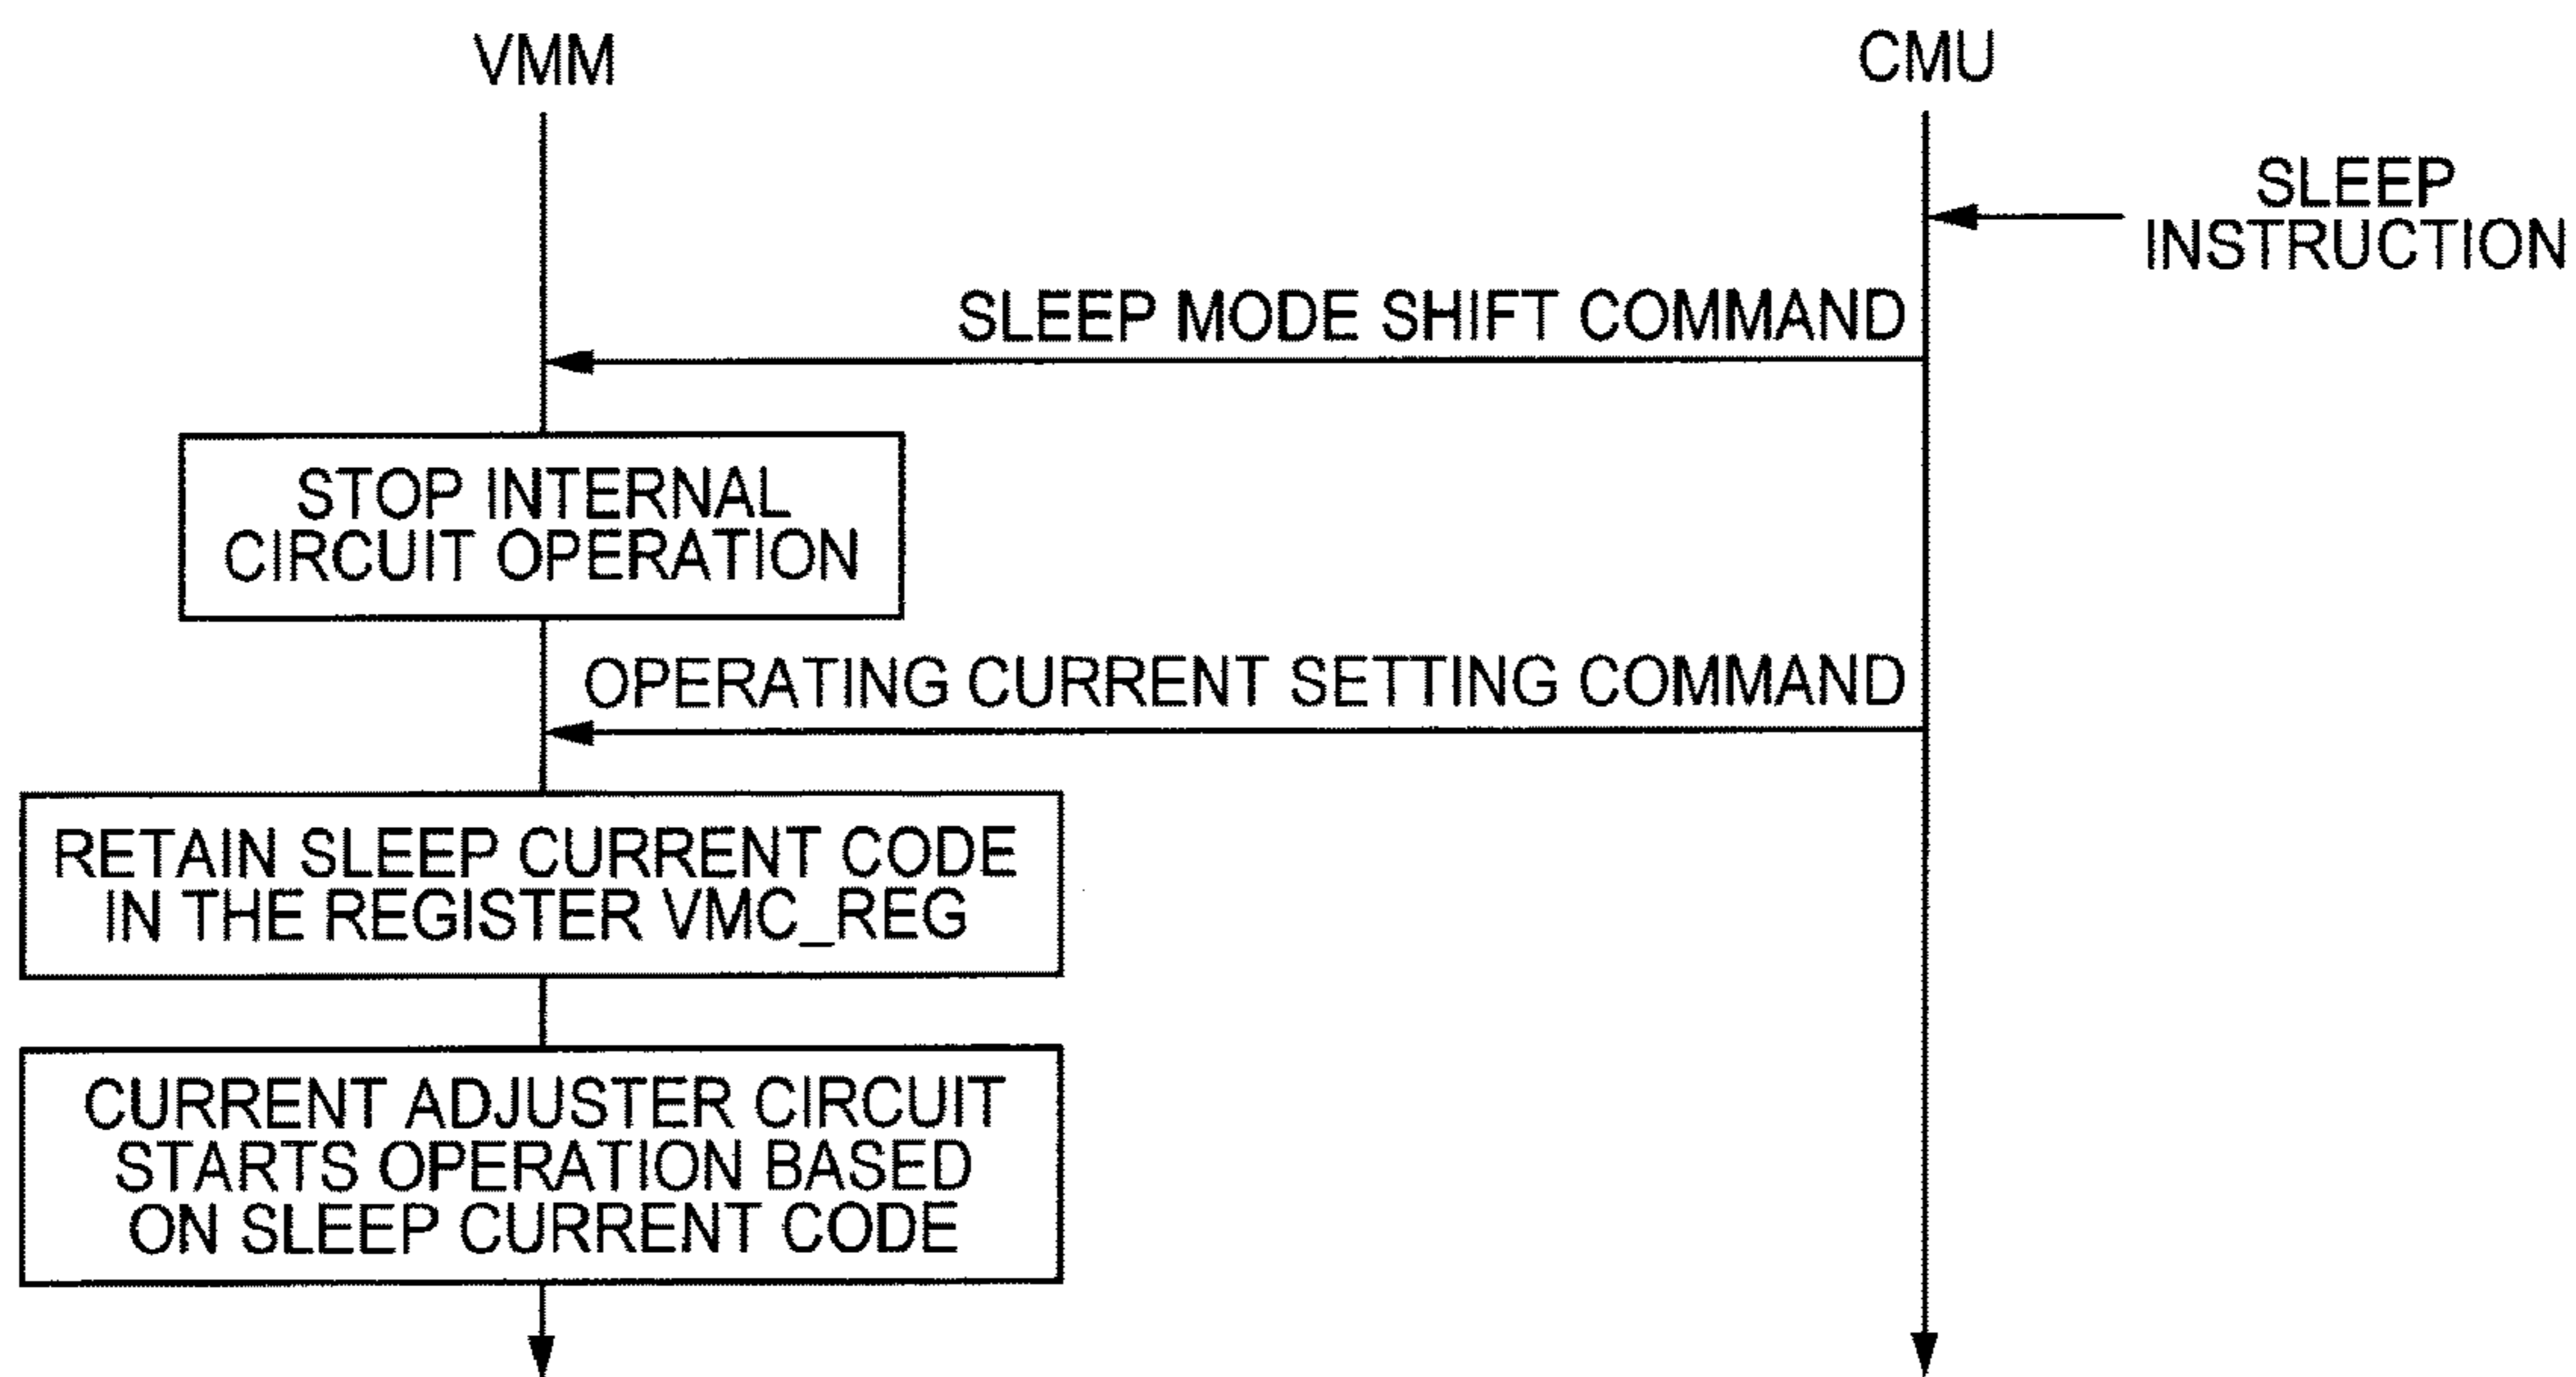 VMM
CMU
SLEEP
INSTRUCTION
SLEEP MODE SHIFT COMMAND
STOP INTERNAL
CIRCUIT OPERATION
OPERATING CURRENT SETTING COMMAND
RETAIN SLEEP CURRENT CODE
IN THE REGISTER VMC_REG
CURRENT ADJUSTER CIRCUIT
STARTS OPERATION BASED
ON SLEEP CURRENT CODE